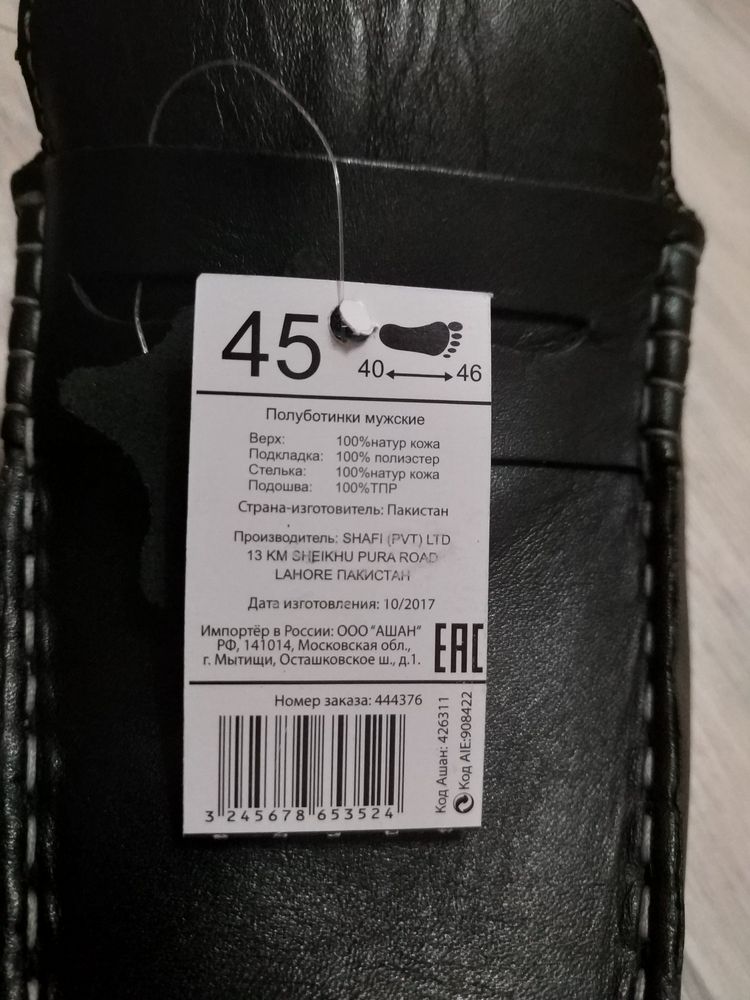 45
40 46
Полуботинки мужские
Верх: 100%натур кожа
Подкладка: 100% полиэстер
Стелька: 100%натур кожа
Подошва: 100%ТПР
Страна-изготовитель: Пакистан
Производитель: SHAFI (PVT) LTD
13 KM SHEIKHU PURA ROAD
LAHORE ПАКИСТАН
Дата изготовления: 10/2017
Импортёр в России: ООО "АШАН"
РФ, 141014, Московская обл.,
г. Мытищи, Осташковское ш., д.1.
EAC
Номер заказа: 444376
3 245678 653524
Код Ашан: 426311
Код AIE:908422